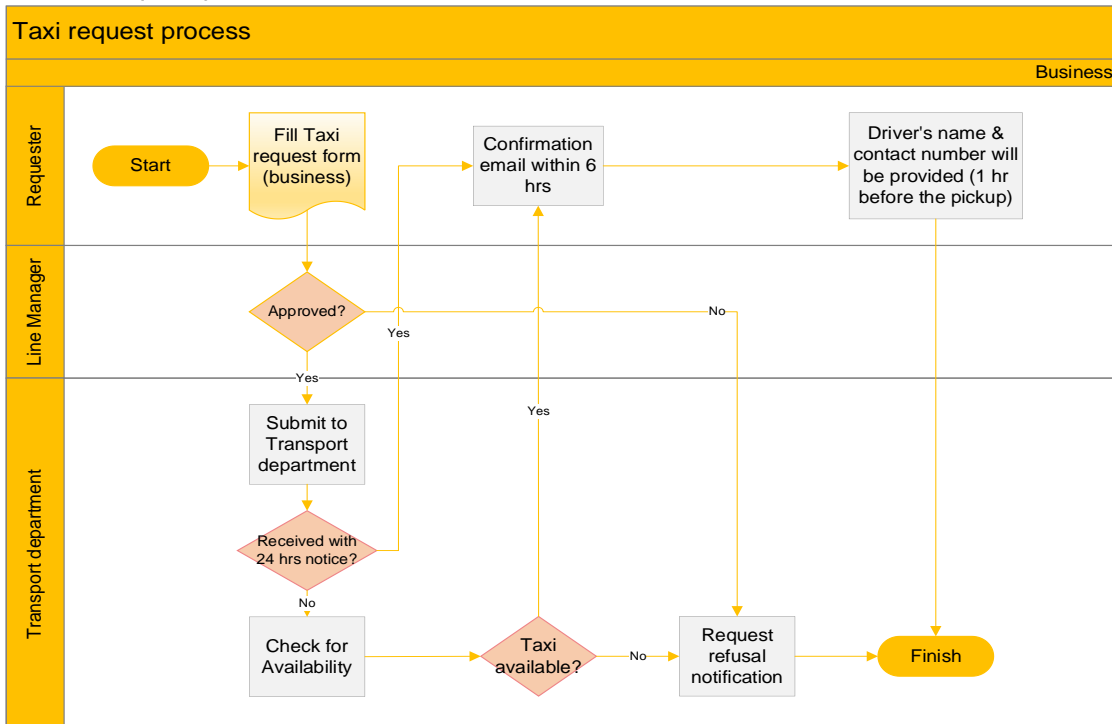 Taxi request process
Business
Requester
Start
Fill Taxi
request form
(business)
Confirmation
email within 6
hrs
Driver's name &
contact number will
be provided (1 hr
before the pickup)
Line Manager
Approved?
No
Yes
Yes
Transport department
Submit to
Transport
department
Yes
Received with
24 hrs notice?
No
Check for
Availability
Taxi
available?
No
Request
refusal
notification
Finish